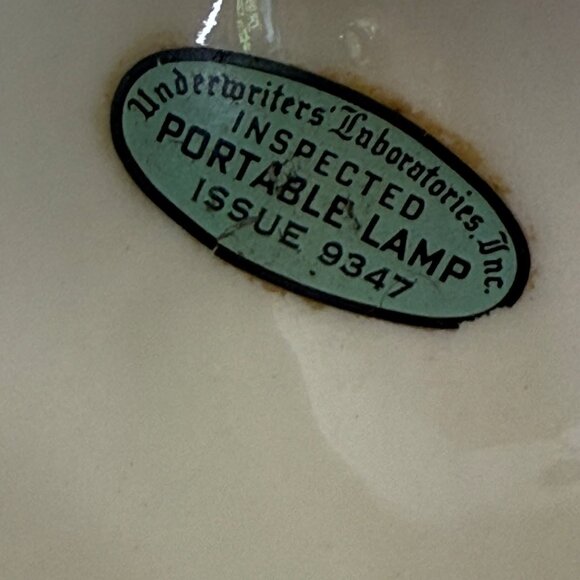 Underwriters' Laboratories, Inc.
INSPECTED
PORTABLE LAMP
ISSUE 9347